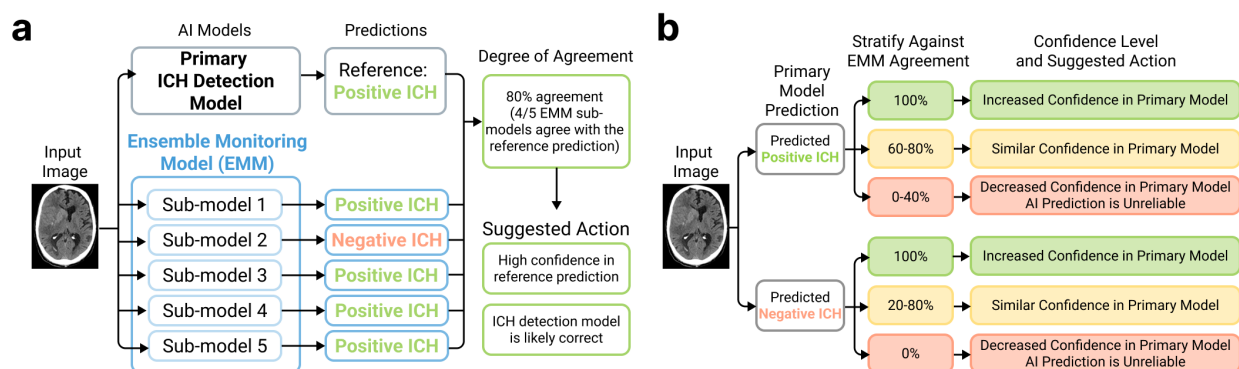 a
AI Models
Predictions
Primary
ICH Detection
Model
Reference:
Positive ICH
Degree of Agreement
80% agreement
(4/5 EMM sub-
models agree with the
reference prediction)
Ensemble Monitoring
Model (EMM)
Input
Image
Sub-model 1
Positive ICH
Sub-model 2
Negative ICH
Sub-model 3
Positive ICH
Sub-model 4
Positive ICH
Sub-model 5
Positive ICH
Suggested Action
High confidence in
reference prediction
ICH detection model
is likely correct
b
Primary
Model
Prediction
Stratify Against
EMM Agreement
Confidence Level
and Suggested Action
Input
Image
Predicted
Positive ICH
100%
Increased Confidence in Primary Model
60-80%
Similar Confidence in Primary Model
0-40%
Decreased Confidence in Primary Model
AI Prediction is Unreliable
Predicted
Negative ICH
100%
Increased Confidence in Primary Model
20-80%
Similar Confidence in Primary Model
0%
Decreased Confidence in Primary Model
AI Prediction is Unreliable